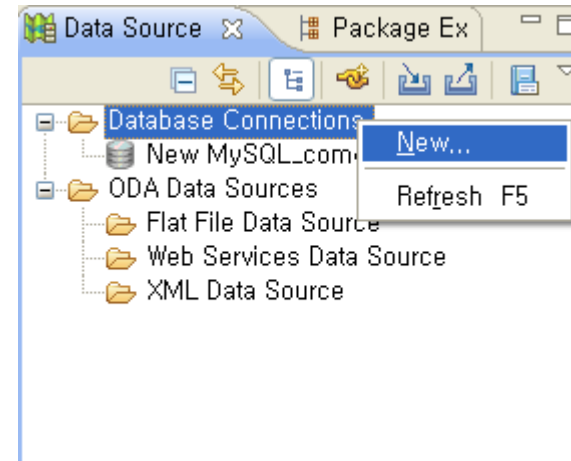 Data Source Package Ex
Database Connections
New...
New MySQL_com
ODA Data Sources
Refresh F5
Flat File Data Source
Web Services Data Source
XML Data Source